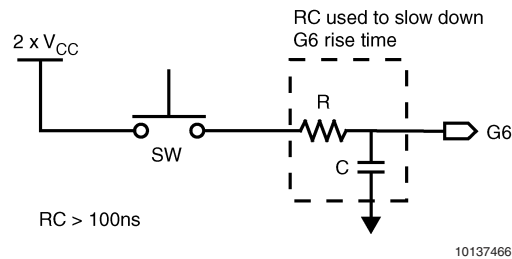 RC used to slow down
G6 rise time
2 x VCC
R
G6
SW
C
RC > 100ns
10137466